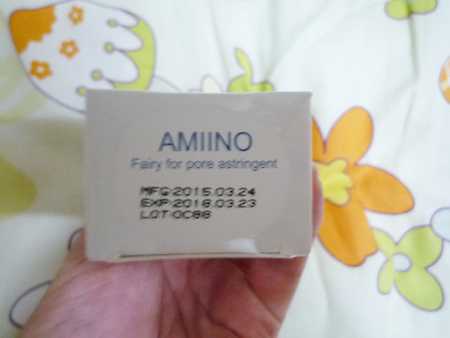 AMIINO
Fairy for pore astringent
MFG:2015.03.24
EXP:2018.03.23
LOT:0C88